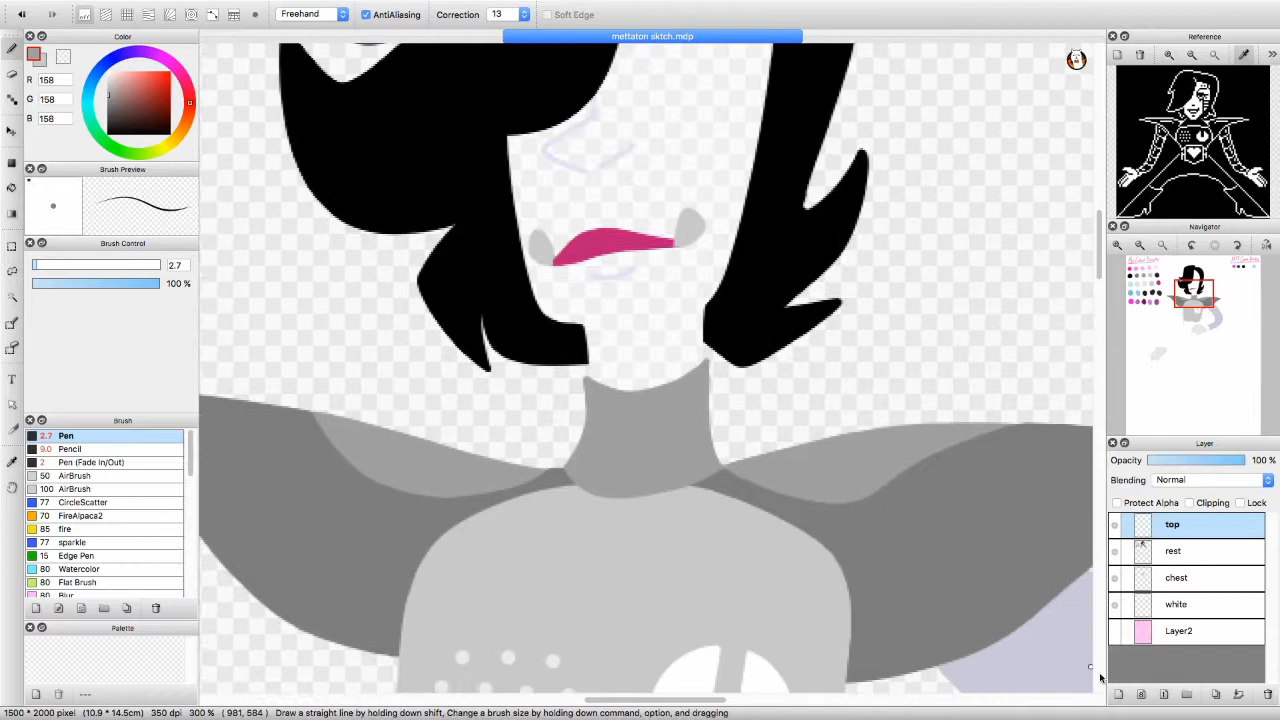 off
Freehand
AntiAliasing
Correction
13
Soft Edge
Color
mettaton sktch.mdp
Reference
R
158
G
158
B
158
Brush Preview
Navigator
Brush Control
2.7
100 %
Brush
2.7 Pen
9.0 Pencil
2 Pen (Fade In/Out)
50 AirBrush
100 AirBrush
77 CircleScatter
70 FireAlpaca2
85 fire
77 sparkle
15 Edge Pen
80 Watercolor
80 Flat Brush
80 Blur
Palette
---
Layer
Opacity
100 %
Blending
Normal
Protect Alpha
Clipping
Lock
top
rest
chest
white
Layer2
1500 * 2000 pixel (10.9 * 14.5cm) 350 dpi 300 % ( 981, 584 ) Draw a straight line by holding down shift, Change a brush size by holding down command, option, and dragging